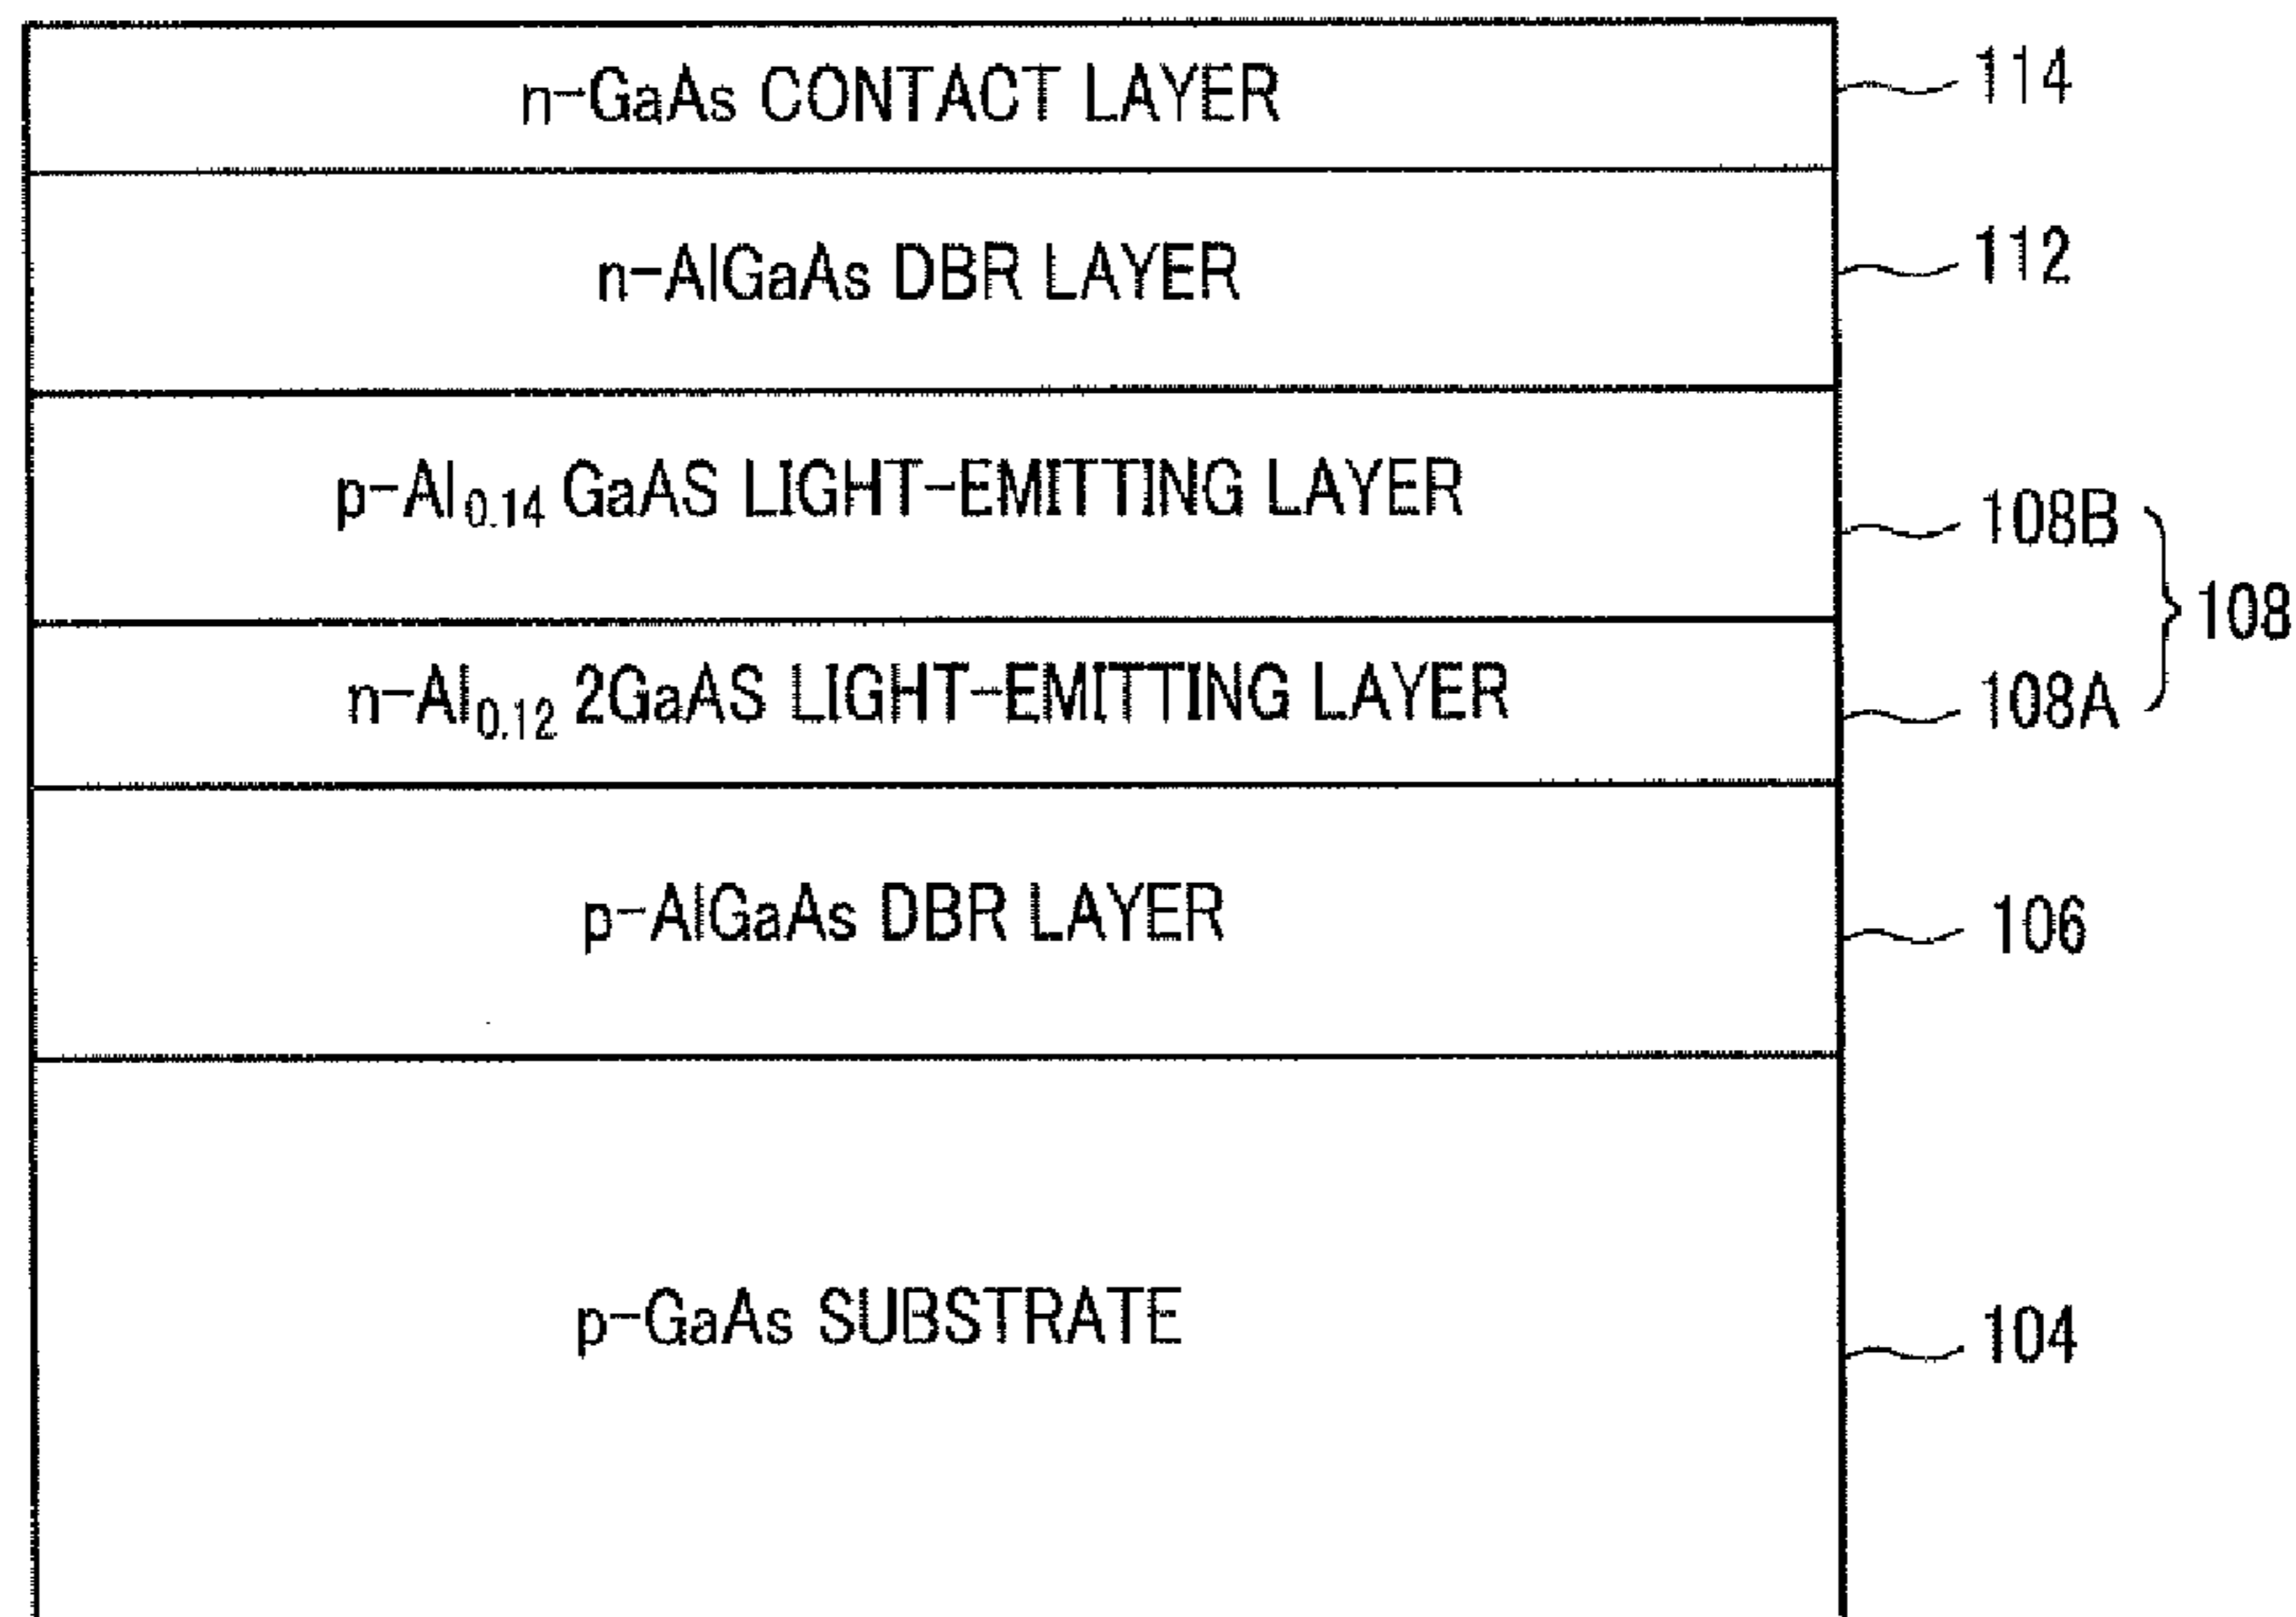 n-GaAs CONTACT LAYER 114
n-AlGaAs DBR LAYER 112
p-Al0.14 GaAS LIGHT-EMITTING LAYER 108B
108
n-Al0.12 2GaAS LIGHT-EMITTING LAYER 108A
p-AlGaAs DBR LAYER 106
p-GaAs SUBSTRATE 104